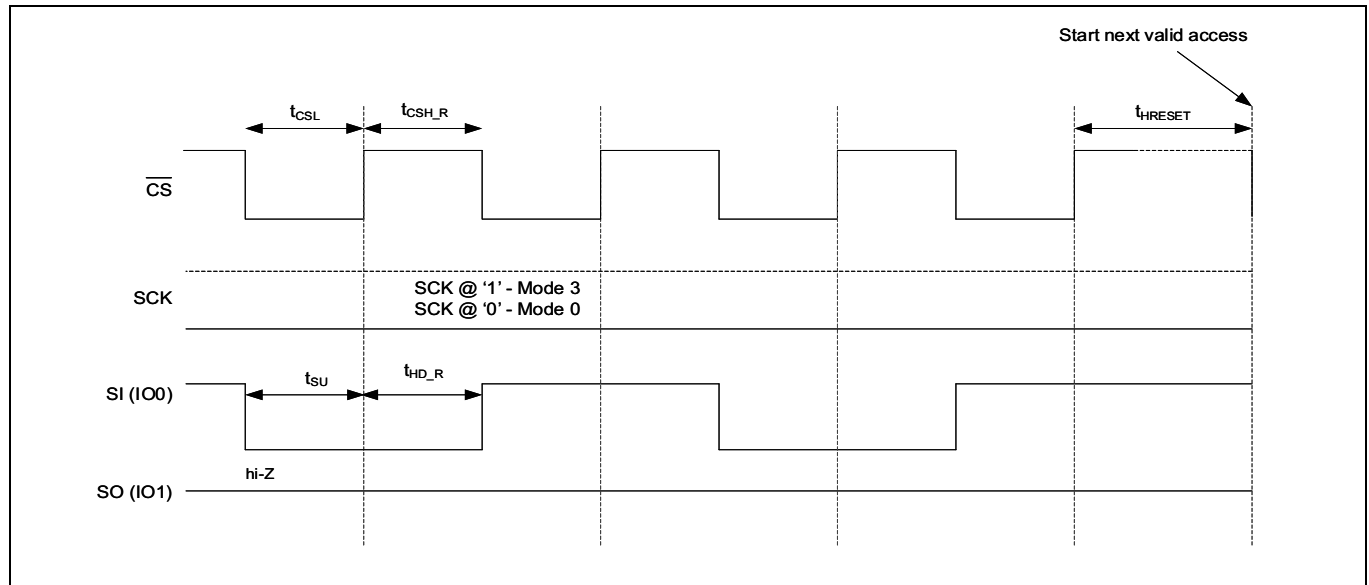 Start next valid access
tCSL
tCSH_R
tHRESET
CS
SCK
SCK @ ‘1’ - Mode 3
SCK @ ‘0’ - Mode 0
SI (IO0)
tSU
tHD_R
hi-Z
SO (IO1)